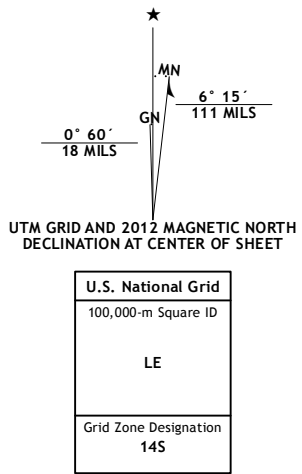 MN
GN
6° 15´
111 MILS
0° 60´
18 MILS
UTM GRID AND 2012 MAGNETIC NORTH
DECLINATION AT CENTER OF SHEET
U.S. National Grid
100,000-m Square ID
LE
Grid Zone Designation
14S